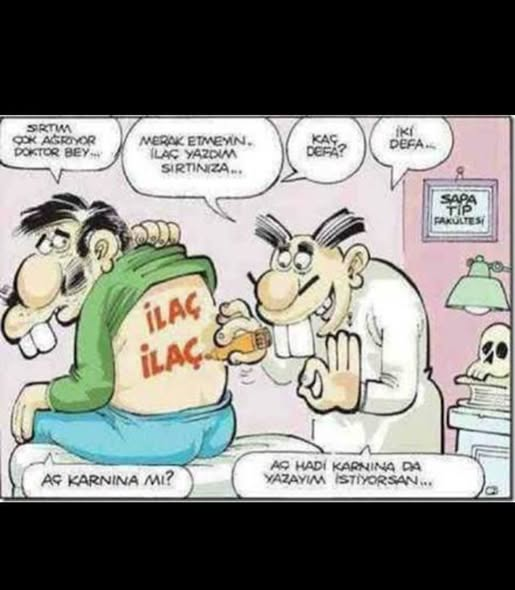 SIRTIM
ÇOK AĞRIYOR
DOKTOR BEY...
MERAK ETMEYİN.
İLAÇ YAZDIM
SIRTINIZA...
KAÇ
DEFA?
İKİ
DEFA...
SAPA
TIP
FAKÜLTESİ
İLAÇ
İLAÇ
AÇ KARNINA MI?
AÇ HADİ KARNINA DA
YAZAYIM İSTİYORSAN...